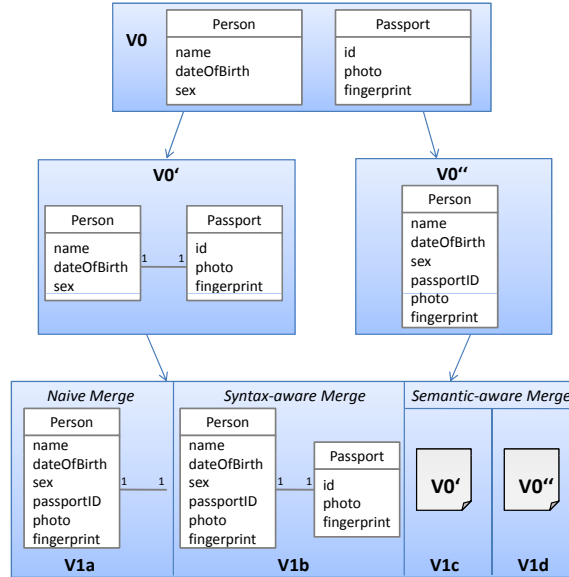 V0
Person
name
dateOfBirth
sex
Passport
id
photo
fingerprint
V0‘
Person
name
dateOfBirth
sex
1
1
Passport
id
photo
fingerprint
V0‘‘
Person
name
dateOfBirth
sex
passportID
photo
fingerprint
Naive Merge
Person
name
dateOfBirth
sex
passportID
photo
fingerprint
1
1
V1a
Syntax-aware Merge
Person
name
dateOfBirth
sex
passportID
photo
fingerprint
1
1
Passport
id
photo
fingerprint
V1b
Semantic-aware Merge
V0‘
V1c
V0‘‘
V1d